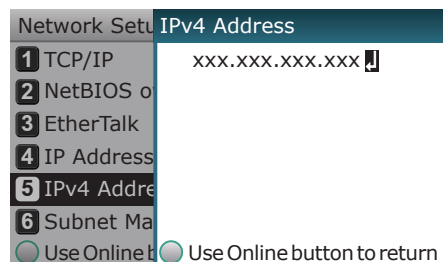 Network Setu
1 TCP/IP
2 NetBIOS o
3 EtherTalk
4 IP Address
5 IPv4 Addre
6 Subnet Ma
Use Online b
IPv4 Address
xxx.xxx.xxx.xxx
Use Online button to return